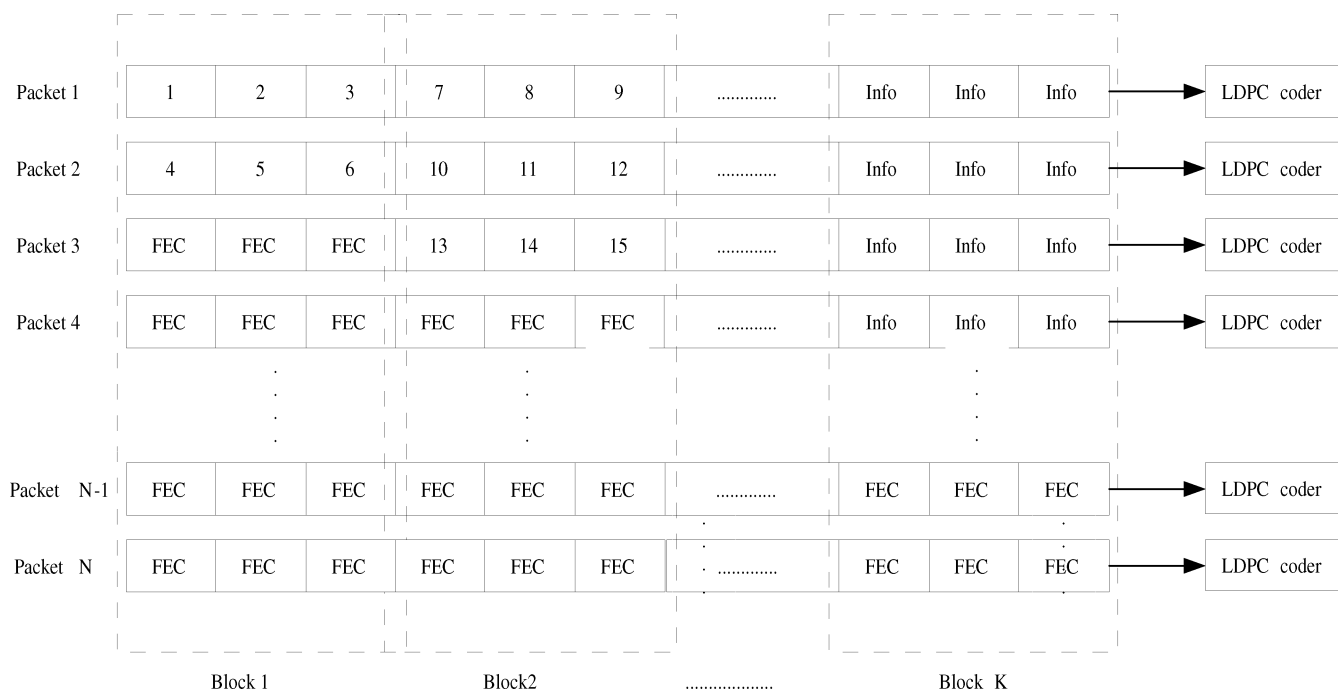 Packet 1 1 2 3 7 8 9 ............. Info Info Info LDPC coder
Packet 2 4 5 6 10 11 12 ............. Info Info Info LDPC coder
Packet 3 FEC FEC FEC 13 14 15 ............. Info Info Info LDPC coder
Packet 4 FEC FEC FEC FEC FEC FEC ............. Info Info Info LDPC coder
Packet N-1 FEC FEC FEC FEC FEC FEC ............. FEC FEC FEC LDPC coder
Packet N FEC FEC FEC FEC FEC FEC ............. FEC FEC FEC LDPC coder
Block 1 Block2 .................. Block K